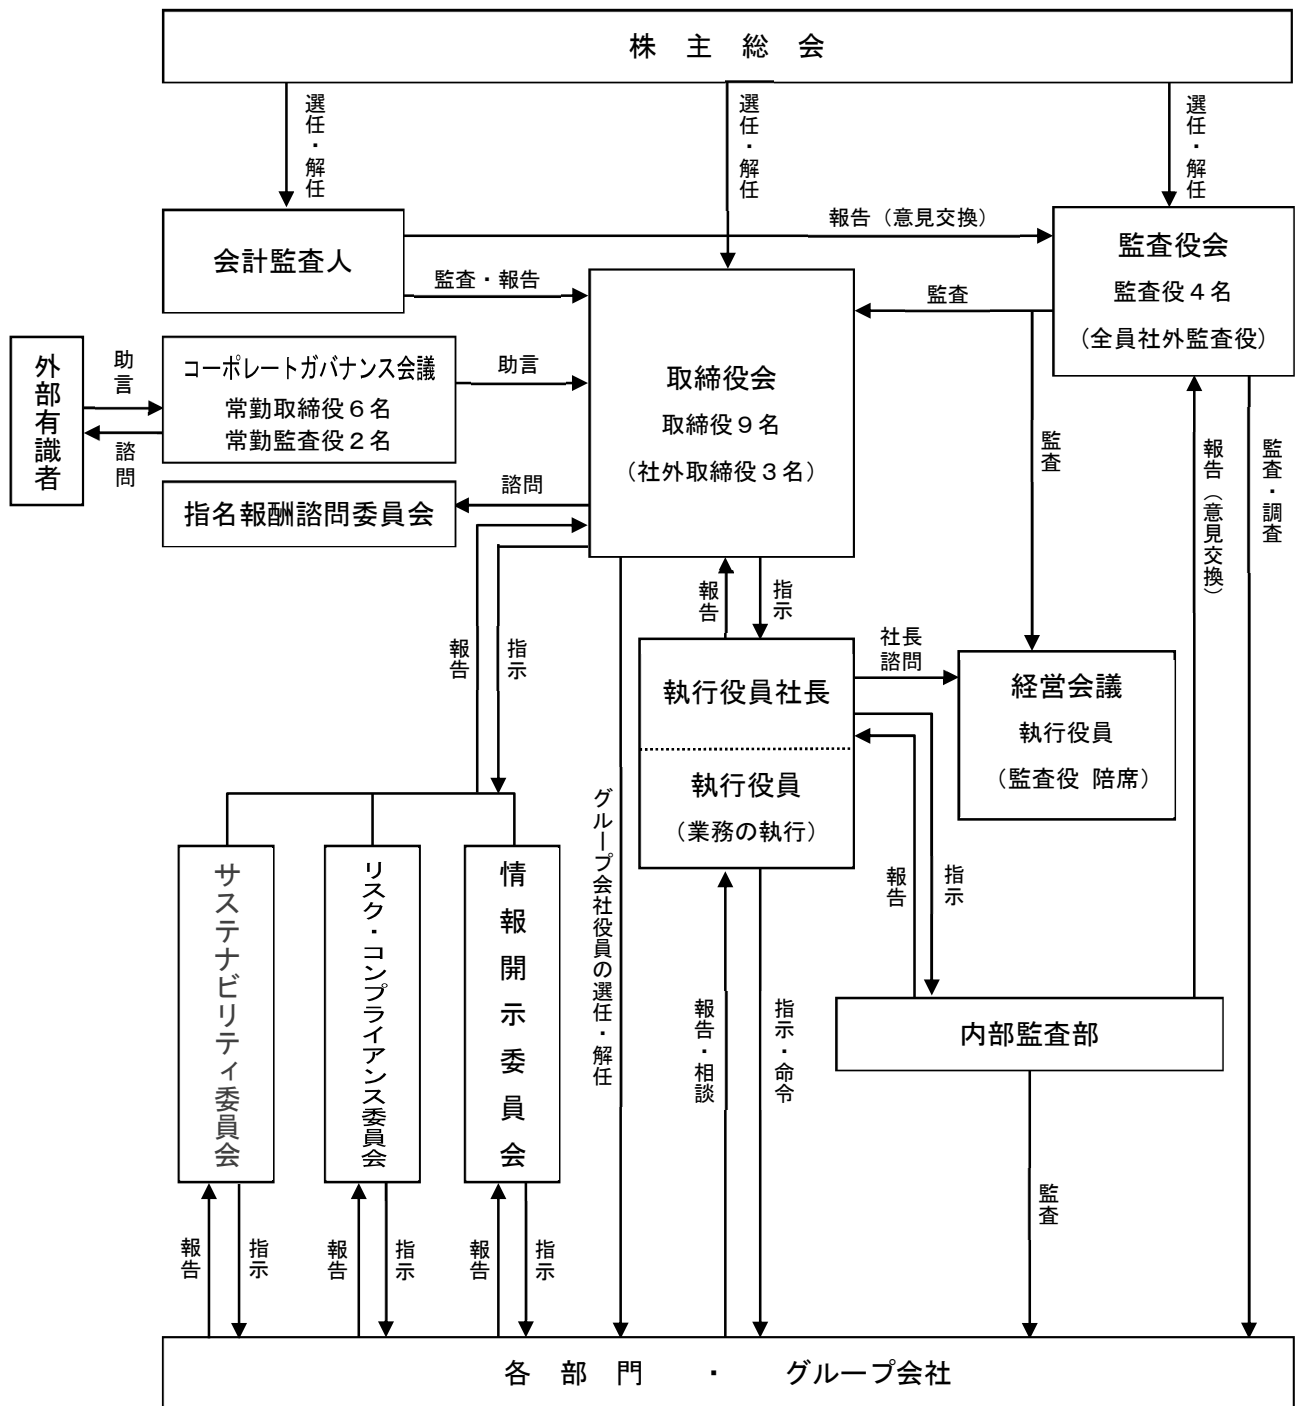 株 主 総 会
選任・解任
選任・解任
選任・解任
会計監査人
報告（意見交換）
監査・報告
監査役会
監査役４名
（全員社外監査役）
監査
外部有識者
助言
諮問
コーポレートガバナンス会議
常勤取締役６名
常勤監査役２名
助言
取締役会
取締役９名
（社外取締役３名）
指名報酬諮問委員会
諮問
監査
報告（意見交換）
監査・調査
報告
指示
報告
指示
執行役員社長
執行役員
（業務の執行）
社長
諮問
経営会議
執行役員
（監査役 陪席）
グループ会社役員の選任・解任
報告
指示
サステナビリティ委員会
リスク・コンプライアンス委員会
情報開示委員会
報告・相談
指示・命令
内部監査部
監査
報告
指示
報告
指示
報告
指示
各 部 門 ・ グループ会社